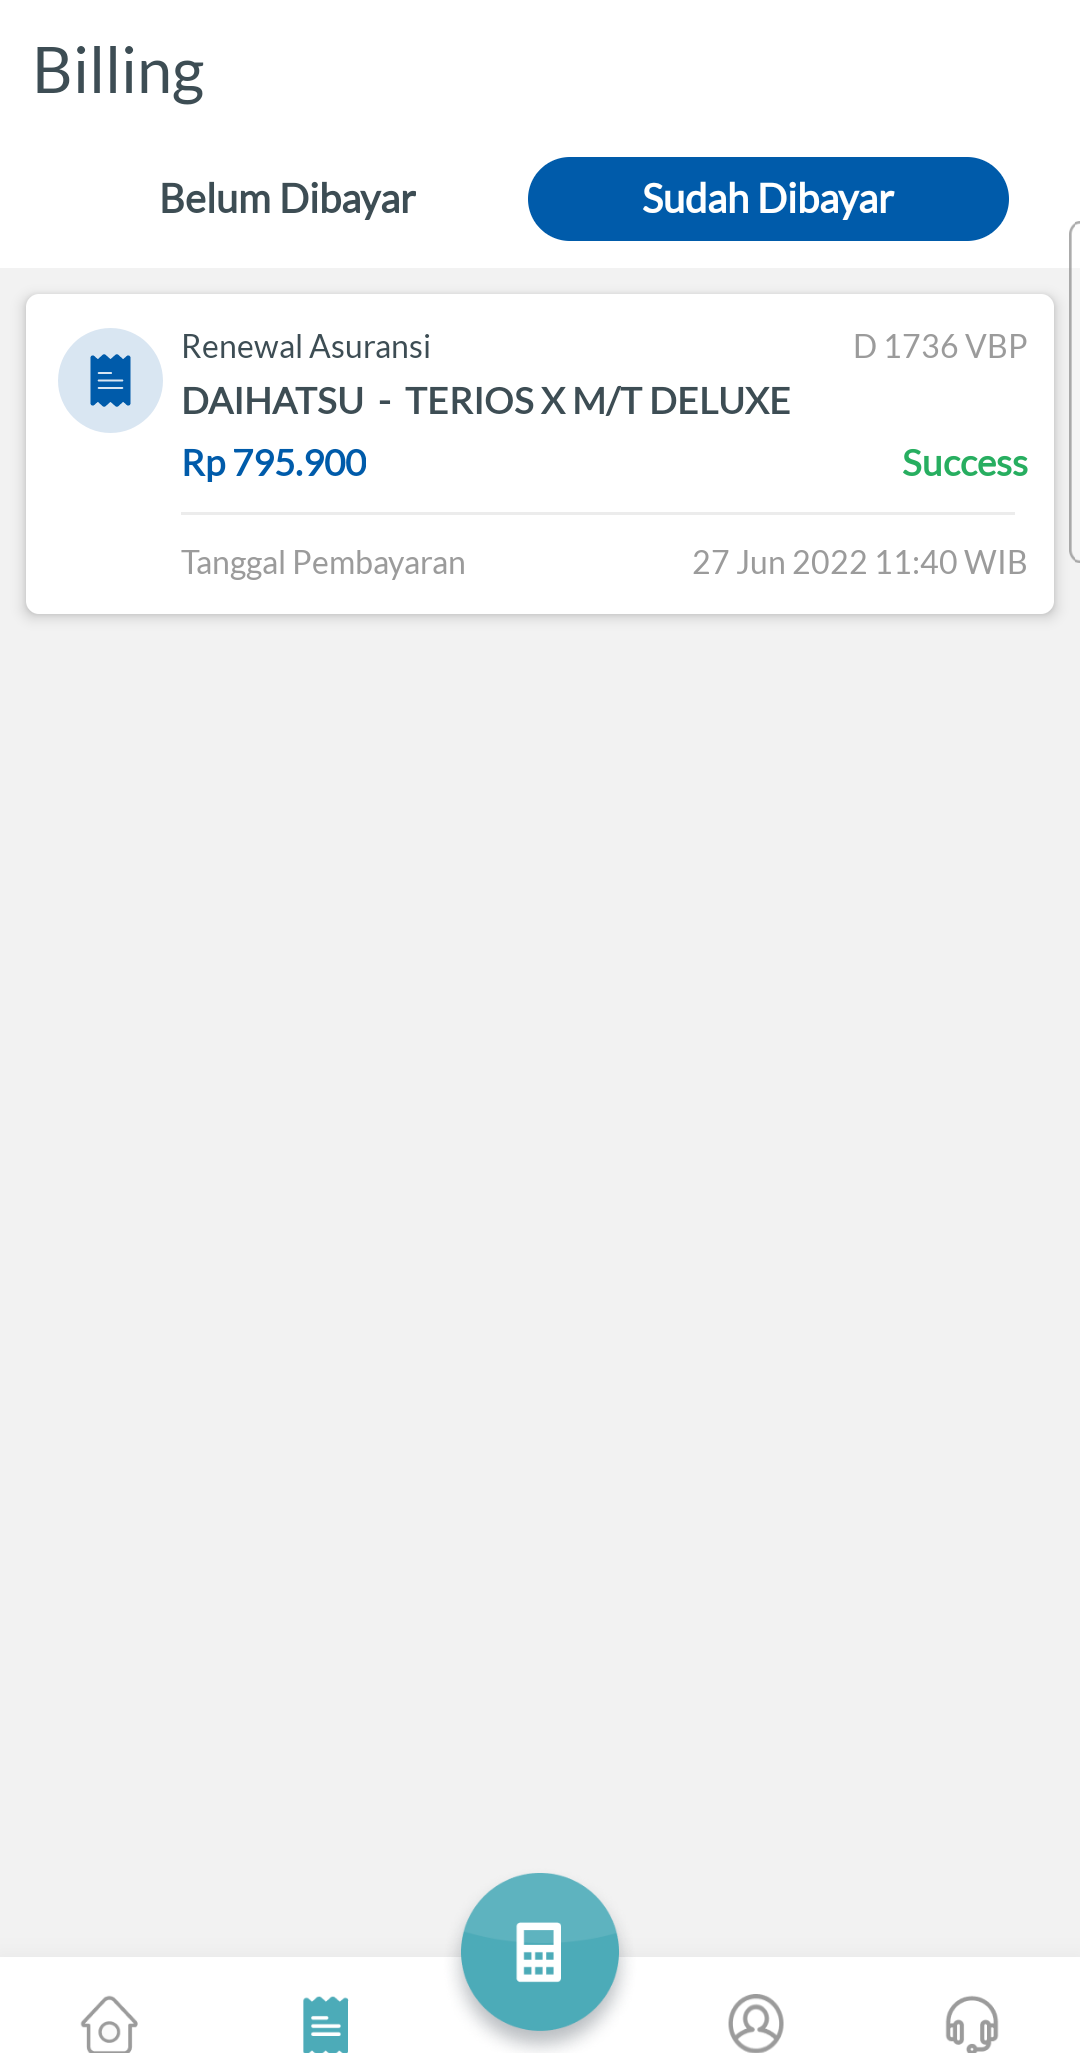 Billing
Belum Dibayar
Sudah Dibayar
Renewal Asuransi
D 1736 VBP
DAIHATSU - TERIOS X M/T DELUXE
Rp 795.900
Success
Tanggal Pembayaran
27 Jun 2022 11:40 WIB